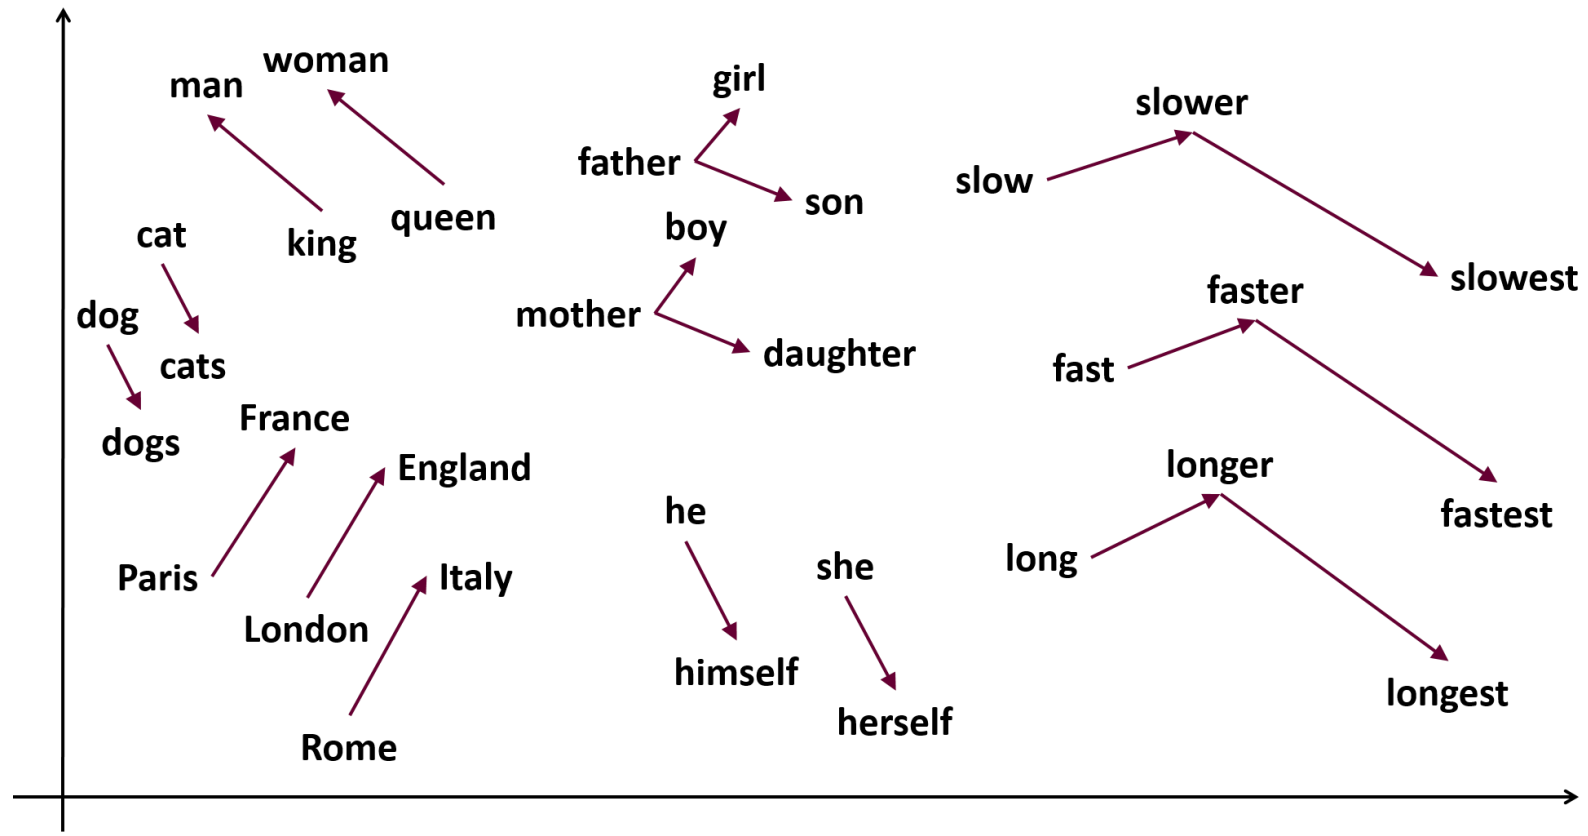 man
woman
king
queen
cat
cats
dog
dogs
France
Paris
England
London
Italy
Rome
girl
father
son
boy
mother
daughter
he
himself
she
herself
slower
slow
slowest
faster
fast
fastest
longer
long
longest